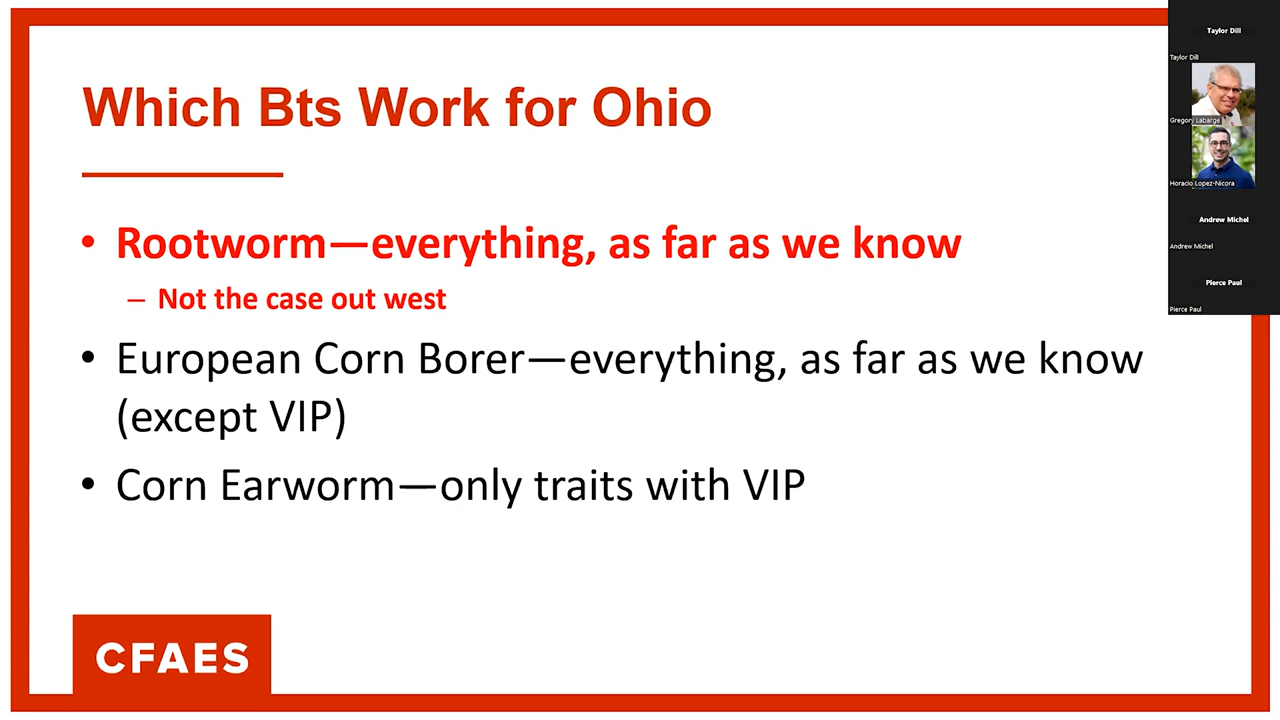 Which Bts Work for Ohio
• Rootworm—everything, as far as we know
– Not the case out west
• European Corn Borer—everything, as far as we know
(except VIP)
• Corn Earworm—only traits with VIP
CFAES
Taylor Dill
Taylor Dill
Gregory Labarge
Horacio Lopez-Nicora
Andrew Michel
Andrew Michel
Pierce Paul
Pierce Paul